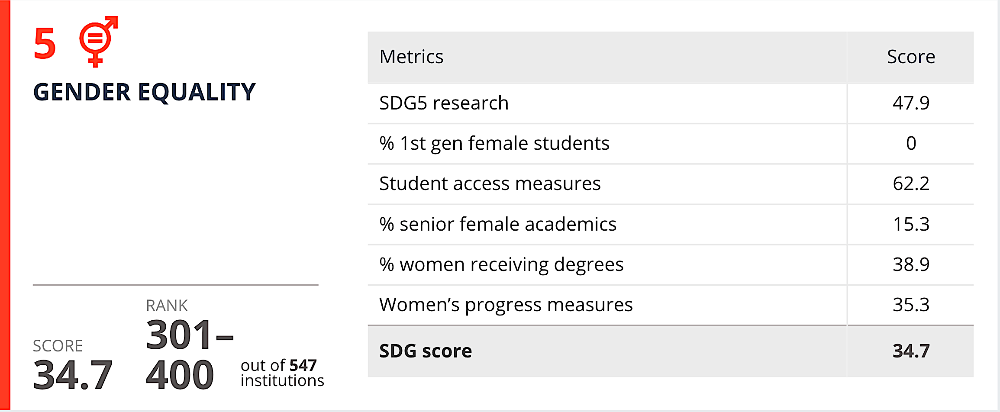 5
GENDER EQUALITY
SCORE
34.7
RANK
301–
400
out of 547
institutions
Metrics Score
SDG5 research 47.9
% 1st gen female students 0
Student access measures 62.2
% senior female academics 15.3
% women receiving degrees 38.9
Women’s progress measures 35.3
SDG score 34.7